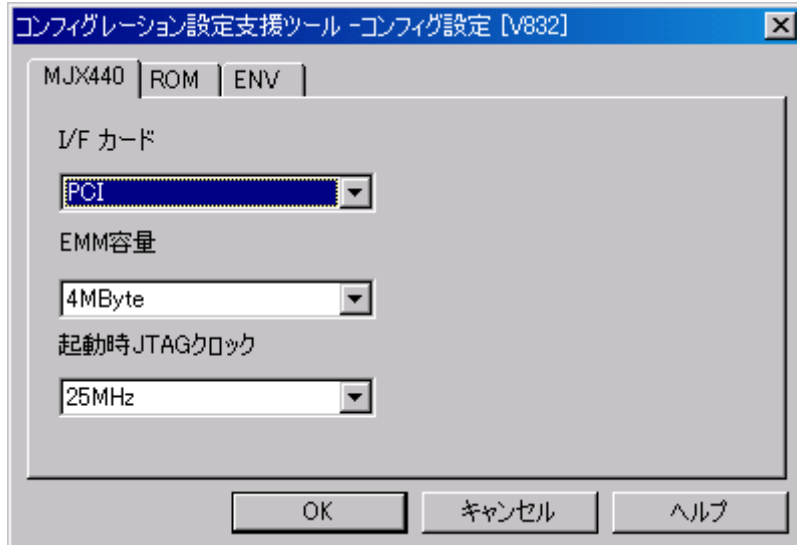 コンフィグレーション設定支援ツール -コンフィグ設定 [V832]
MJX440 ROM ENV
I/F カード
PCI
EMM容量
4MByte
起動時JTAGクロック
25MHz
OK キャンセル ヘルプ